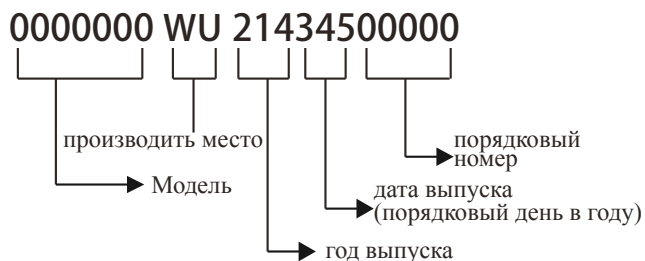 0000000 WU 21434500000
производить место
порядковый
номер
Модель
дата выпуска
(порядковый день в году)
год выпуска